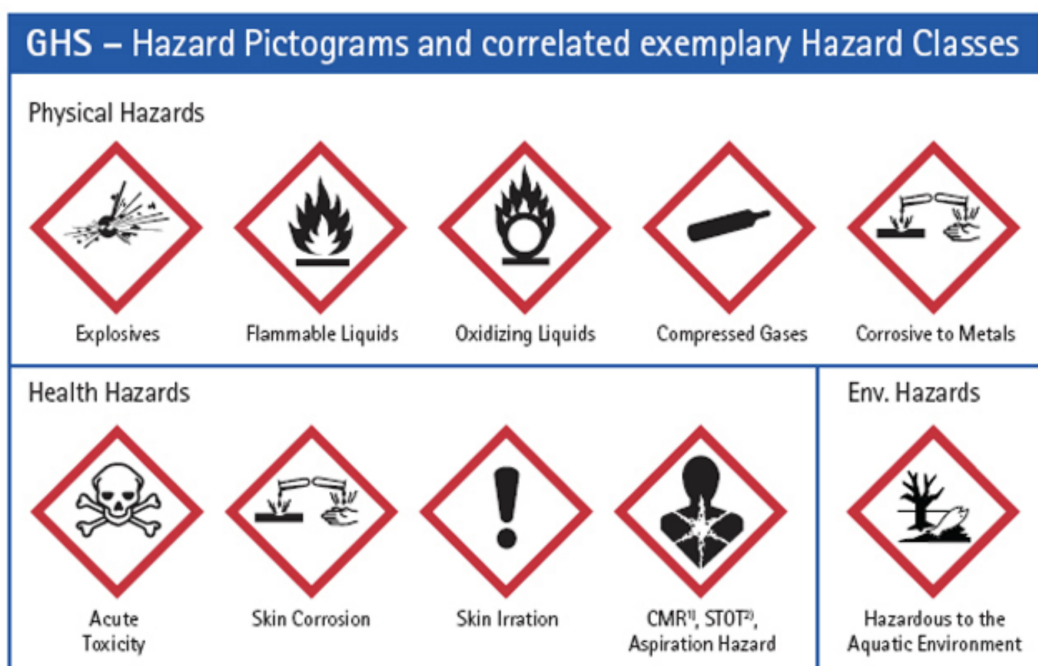 GHS – Hazard Pictograms and correlated exemplary Hazard Classes
Physical Hazards
Explosives
Flammable Liquids
Oxidizing Liquids
Compressed Gases
Corrosive to Metals
Health Hazards
Env. Hazards
Acute
Toxicity
Skin Corrosion
Skin Irration
CMR¹⁾, STOT²⁾,
Aspiration Hazard
Hazardous to the
Aquatic Environment